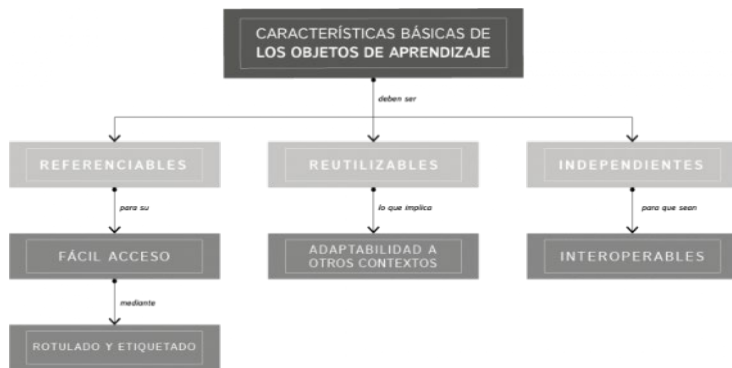 CARACTERÍSTICAS BÁSICAS DE
LOS OBJETOS DE APRENDIZAJE
deben ser
REFERENCIABLES
REUTILIZABLES
INDEPENDIENTES
para su
lo que implica
para que sean
FÁCIL ACCESO
ADAPTABILIDAD A
OTROS CONTEXTOS
INTEROPERABLES
mediante
ROTULADO Y ETIQUETADO